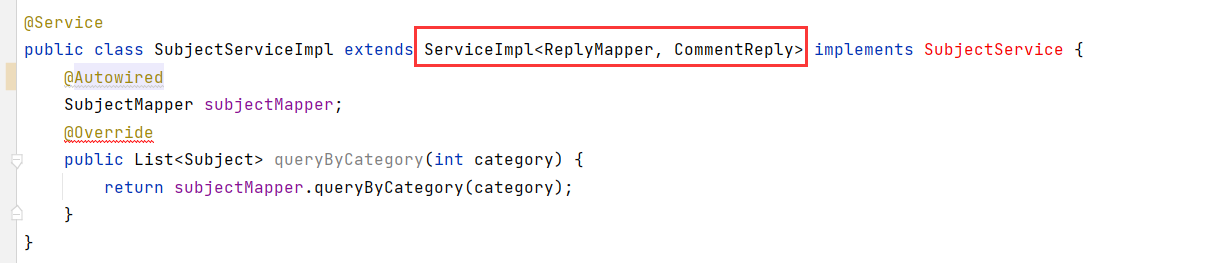 @Service
public class SubjectServiceImpl extends ServiceImpl<ReplyMapper, CommentReply> implements SubjectService {
@Autowired
SubjectMapper subjectMapper;
@Override
public List<Subject> queryByCategory(int category) {
return subjectMapper.queryByCategory(category);
}
}